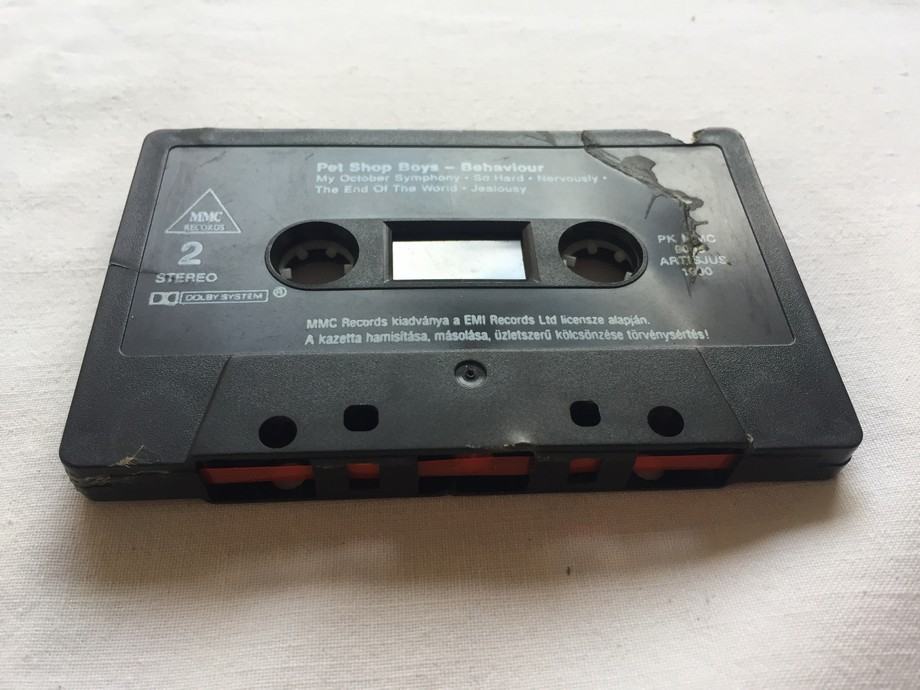 Pet Shop Boys – Behaviour
My October Symphony • So Hard • Nervously •
The End Of The World • Jealousy
MMC
RECORDS
2
STEREO
DOLBY SYSTEM ®
PK MMC
ARTISJUS
1990
MMC Records kiadványa a EMI Records Ltd licensze alapján.
A kazetta hamisítása, másolása, üzletszerű kölcsönzése törvénysértés!